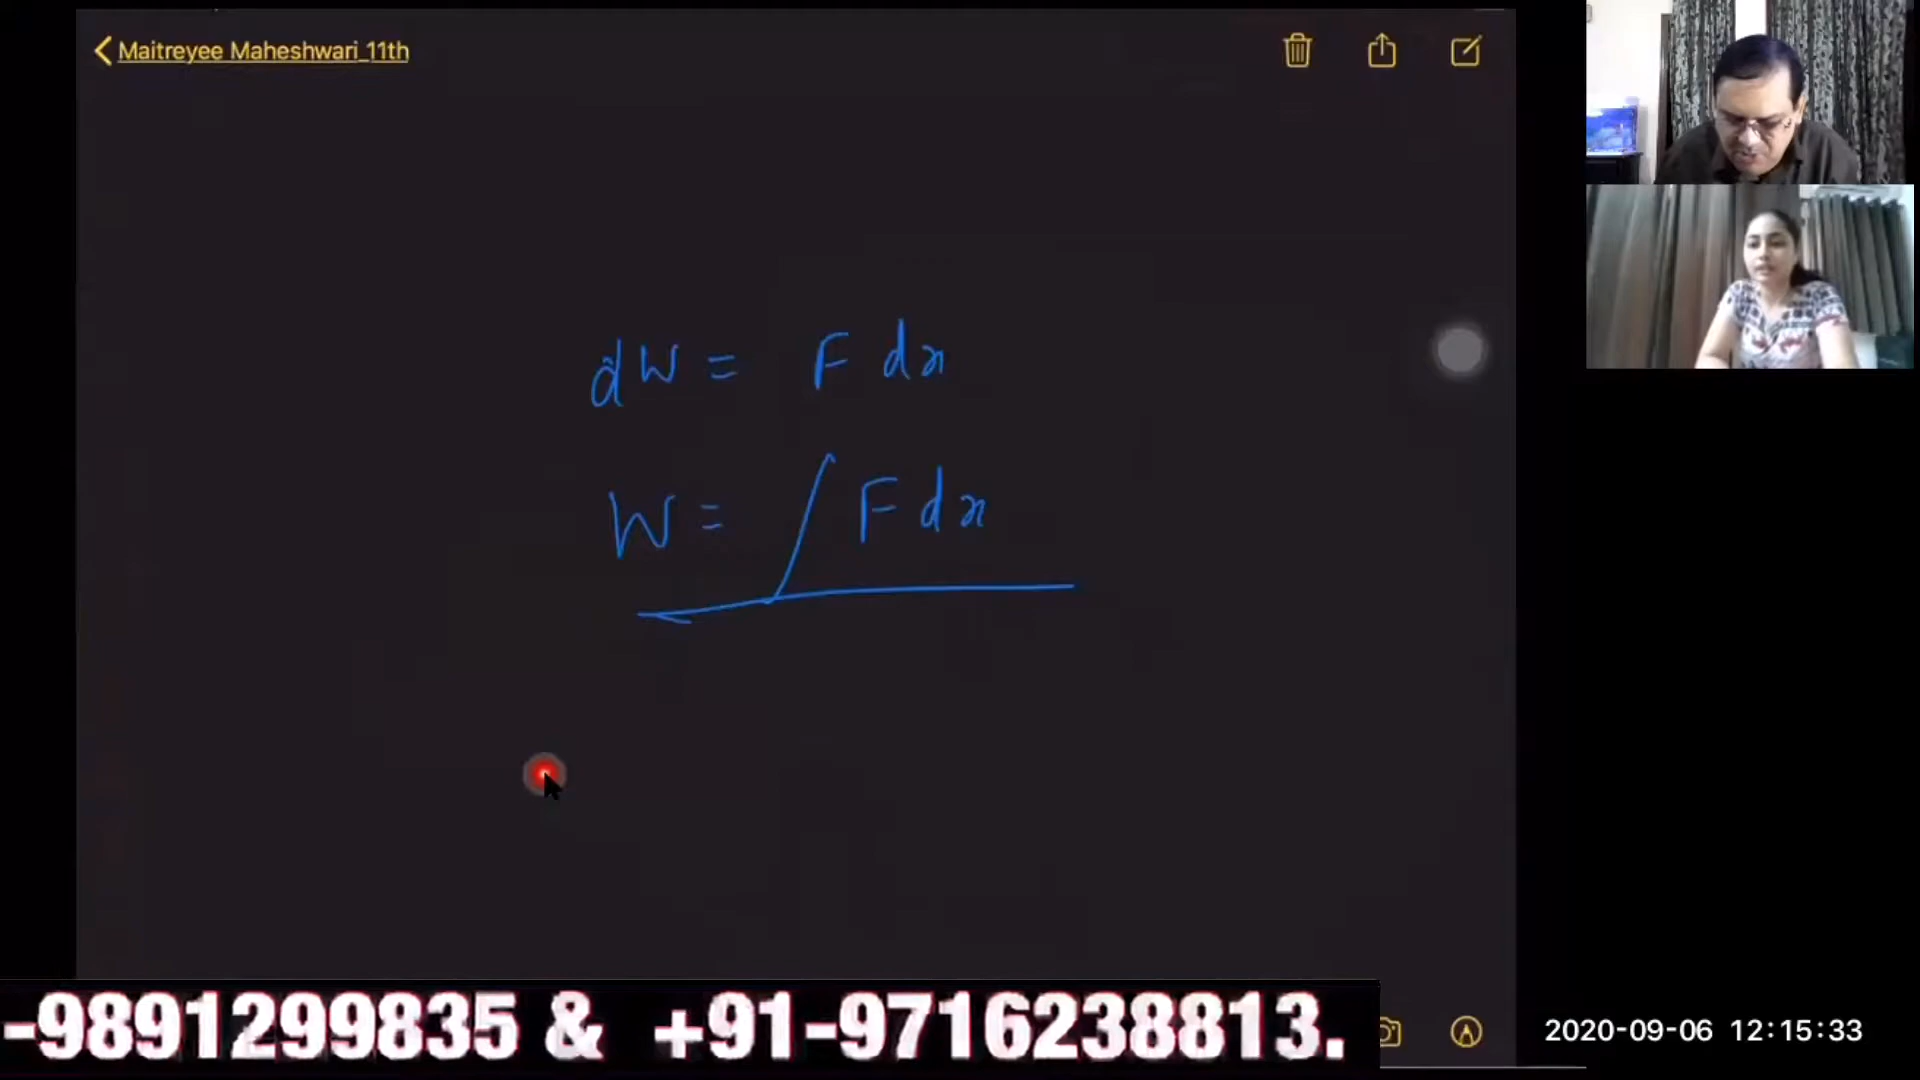 Maitreyee Maheshwari_11th
dW = F dx
W = ∫ F dx
-9891299835 & +91-9716238813.
2020-09-06 12:15:33